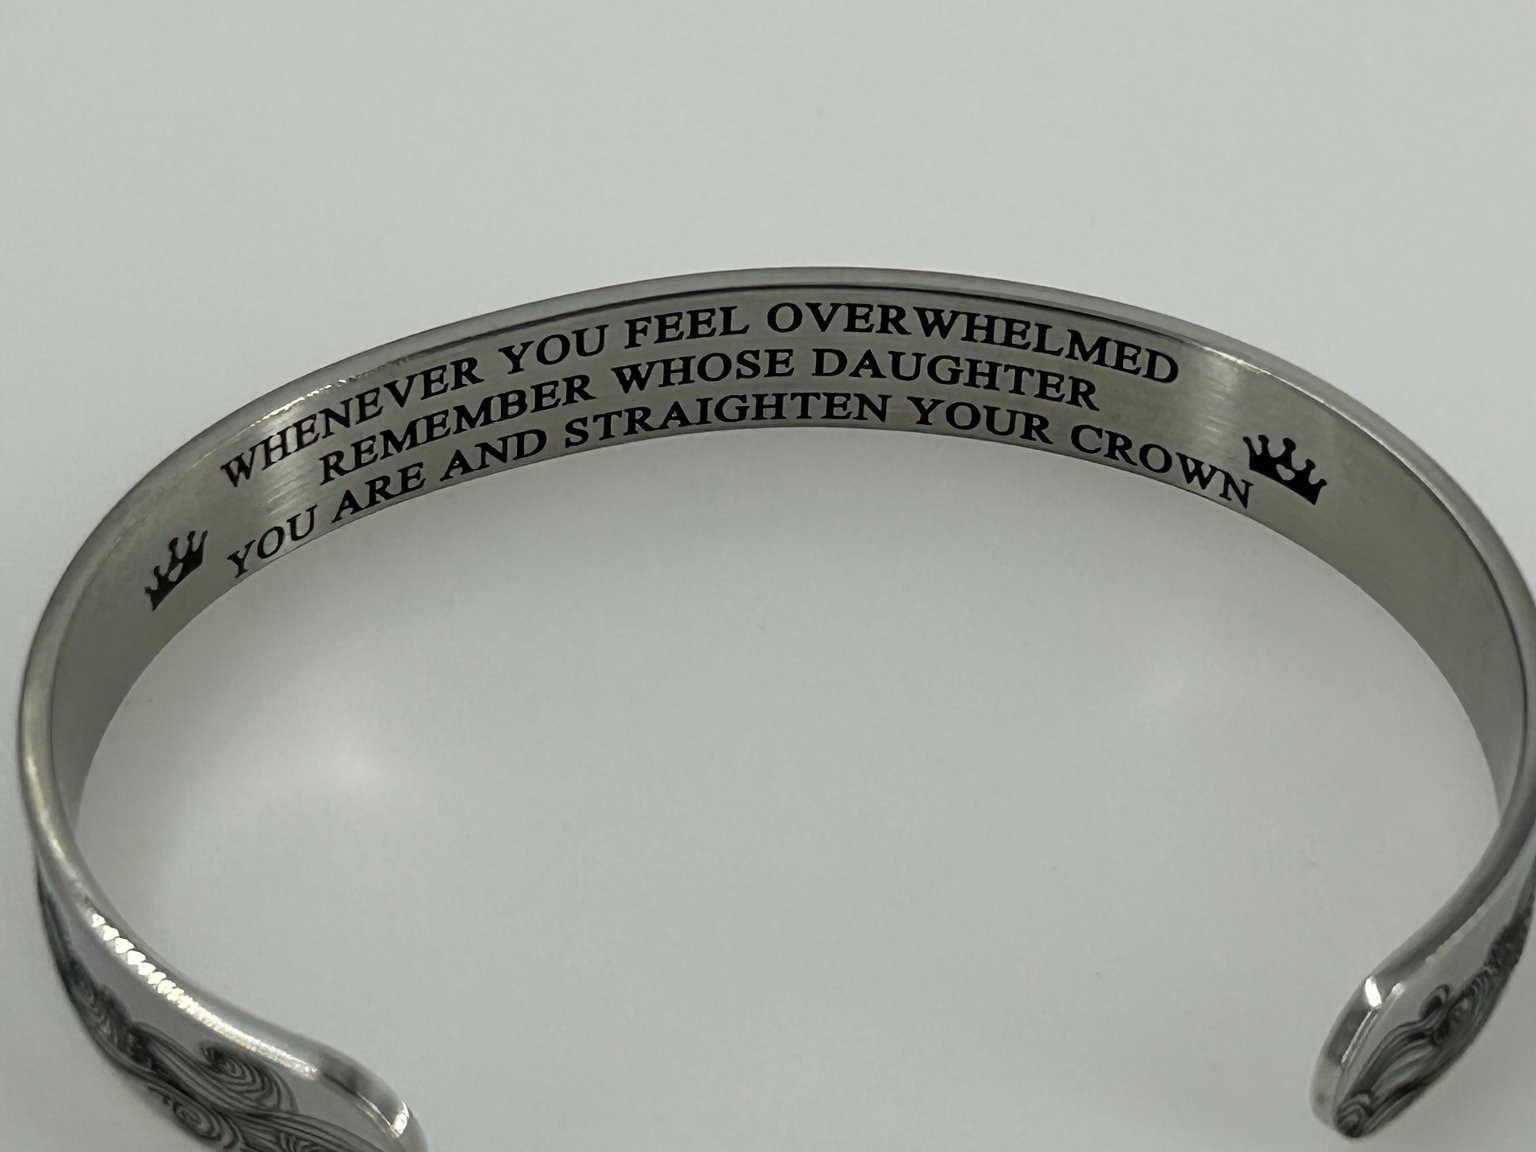 WHENEVER YOU FEEL OVERWHELMED
REMEMBER WHOSE DAUGHTER
YOU ARE AND STRAIGHTEN YOUR CROWN